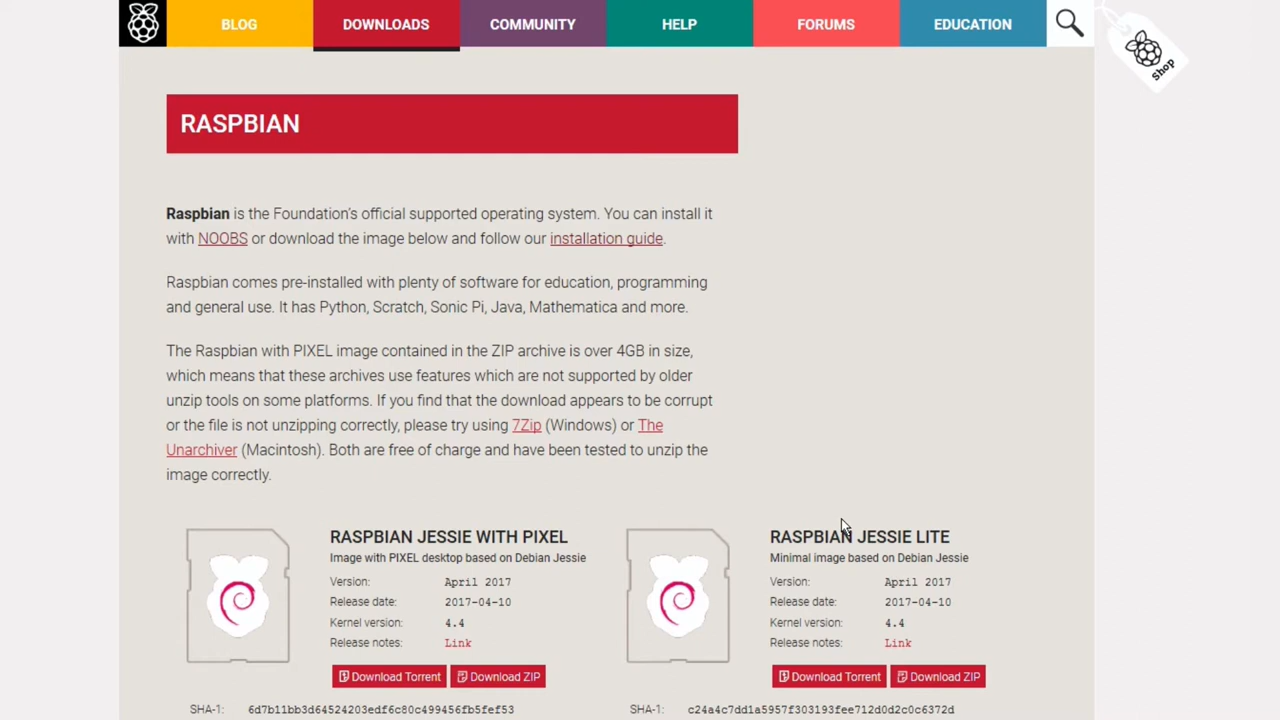 BLOG DOWNLOADS COMMUNITY HELP FORUMS EDUCATION
shop
RASPBIAN
Raspbian is the Foundation's official supported operating system. You can install it
with NOOBS or download the image below and follow our installation guide.
Raspbian comes pre-installed with plenty of software for education, programming
and general use. It has Python, Scratch, Sonic Pi, Java, Mathematica and more.
The Raspbian with PIXEL image contained in the ZIP archive is over 4GB in size,
which means that these archives use features which are not supported by older
unzip tools on some platforms. If you find that the download appears to be corrupt
or the file is not unzipping correctly, please try using 7Zip (Windows) or The
Unarchiver (Macintosh). Both are free of charge and have been tested to unzip the
image correctly.
RASPBIAN JESSIE WITH PIXEL
Image with PIXEL desktop based on Debian Jessie
Version: April 2017
Release date: 2017-04-10
Kernel version: 4.4
Release notes: Link
Download Torrent Download ZIP
SHA-1: 6d7b11bb3d64524203edf6c80c499456fb5fef53
RASPBIAN JESSIE LITE
Minimal image based on Debian Jessie
Version: April 2017
Release date: 2017-04-10
Kernel version: 4.4
Release notes: Link
Download Torrent Download ZIP
SHA-1: c24a4c7dd1a5957f303193fee712d0d2c0c6372d